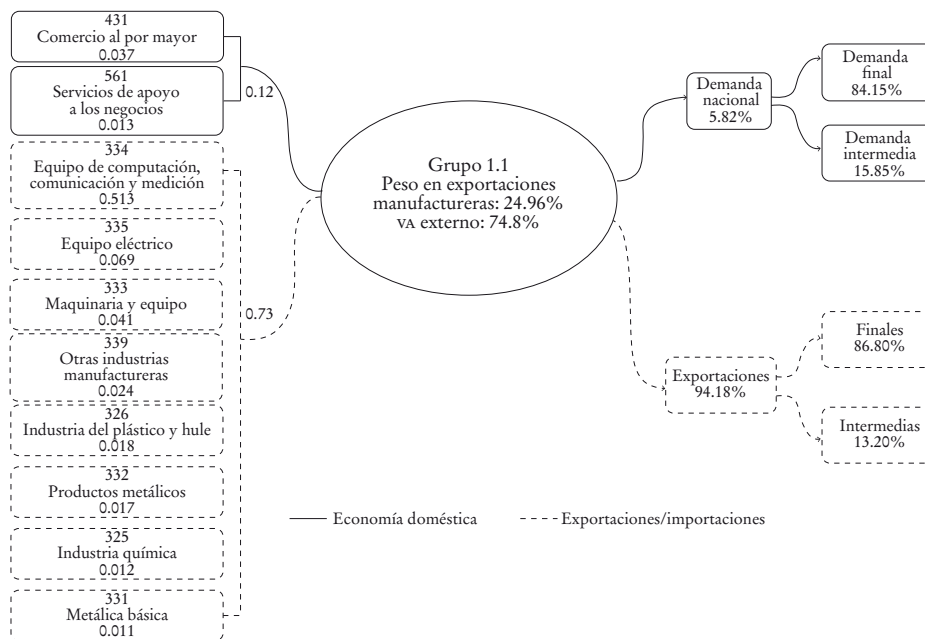 431
Comercio al por mayor
0.037
561
Servicios de apoyo
a los negocios
0.013
0.12
334
Equipo de computación,
comunicación y medición
0.513
335
Equipo eléctrico
0.069
333
Maquinaria y equipo
0.041
339
Otras industrias
manufactureras
0.024
326
Industria del plástico y hule
0.018
332
Productos metálicos
0.017
325
Industria química
0.012
331
Metálica básica
0.011
0.73
Grupo 1.1
Peso en exportaciones
manufactureras: 24.96%
VA externo: 74.8%
Demanda
nacional
5.82%
Demanda
final
84.15%
Demanda
intermedia
15.85%
Exportaciones
94.18%
Finales
86.80%
Intermedias
13.20%
Economía doméstica
Exportaciones/importaciones